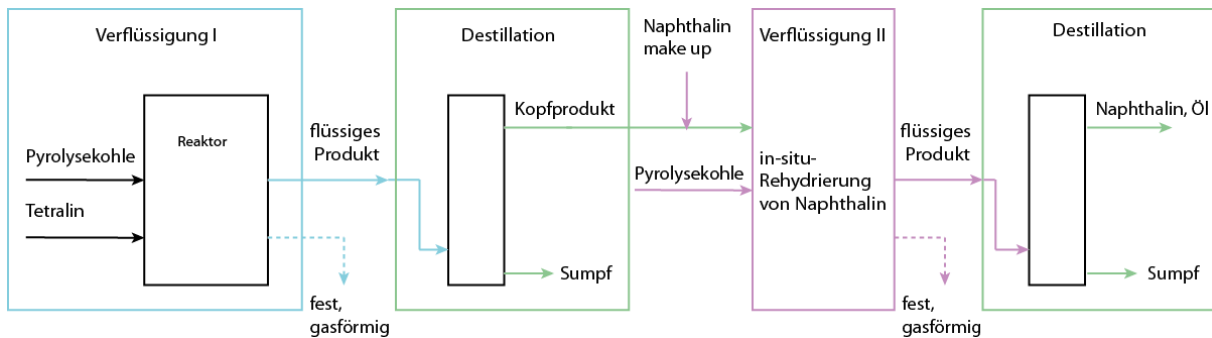 Verflüssigung I
Reaktor
Pyrolysekohle
Tetralin
flüssiges
Produkt
fest,
gasförmig
Destillation
Kopfprodukt
Sumpf
Naphthalin
make up
Pyrolysekohle
Verflüssigung II
in-situ-
Rehydrierung
von Naphthalin
flüssiges
Produkt
fest,
gasförmig
Destillation
Naphthalin, Öl
Sumpf